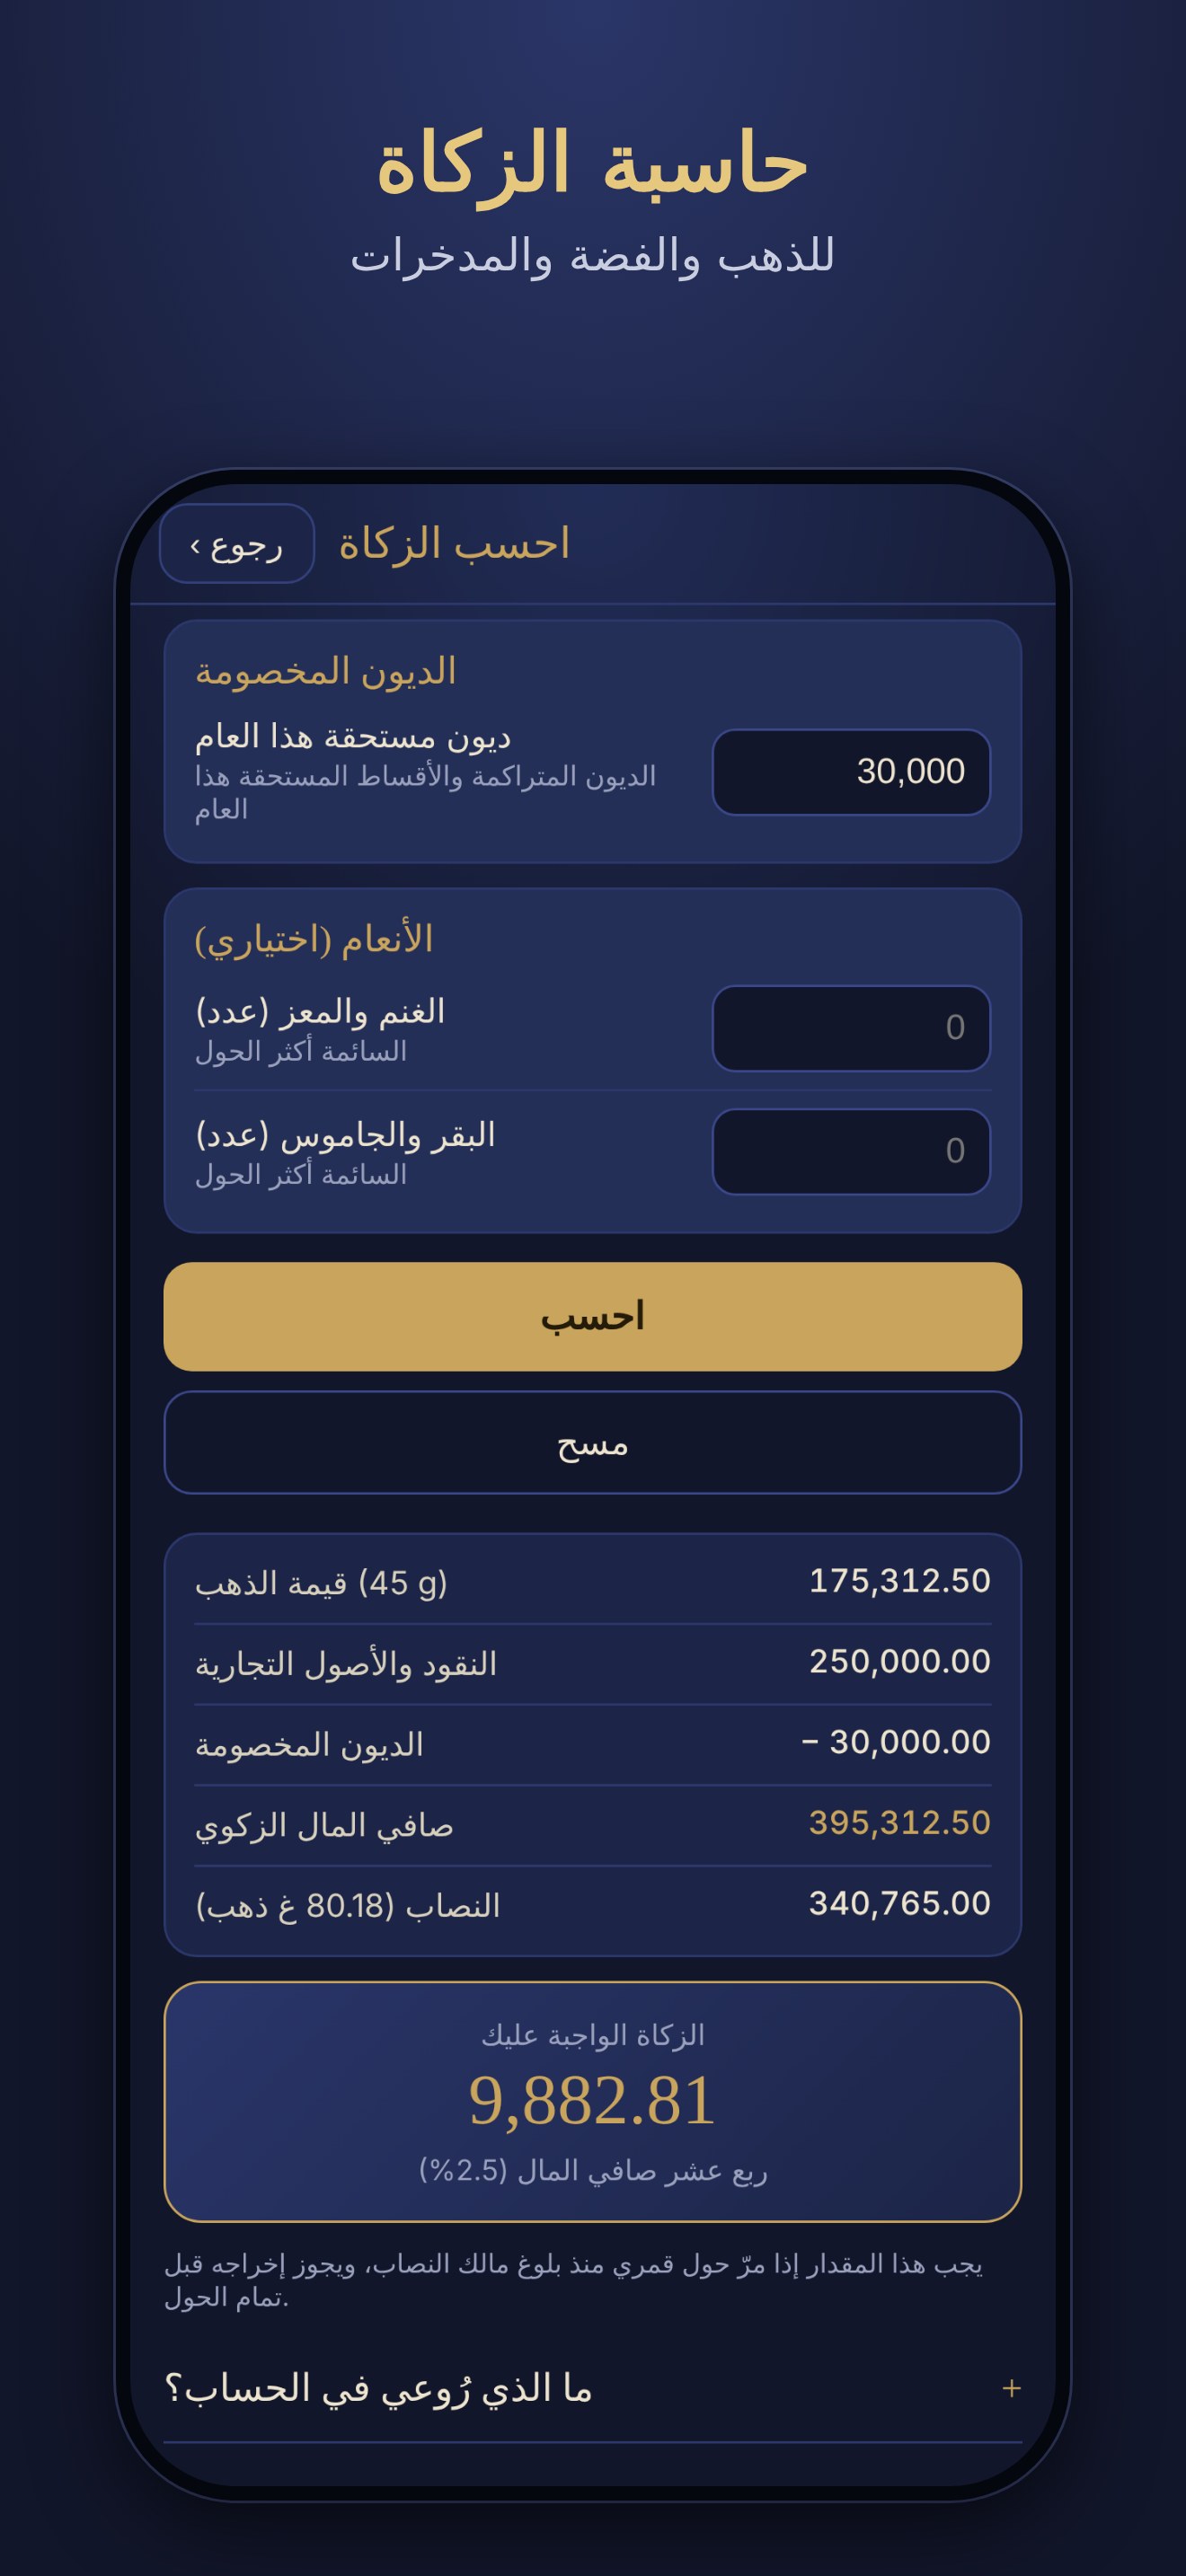 حاسبة الزكاة
للذهب والفضة والمدخرات
احسب الزكاة
رجوع ›
الديون المخصومة
ديون مستحقة هذا العام
الديون المتراكمة والأقساط المستحقة هذا
العام
30,000
الأنعام (اختياري)
الغنم والمعز (عدد)
السائمة أكثر الحول
0
البقر والجاموس (عدد)
السائمة أكثر الحول
0
احسب
مسح
قيمة الذهب (45 g)
175,312.50
النقود والأصول التجارية
250,000.00
الديون المخصومة
− 30,000.00
صافي المال الزكوي
395,312.50
النصاب (80.18 غ ذهب)
340,765.00
الزكاة الواجبة عليك
9,882.81
ربع عشر صافي المال (2.5%)
يجب هذا المقدار إذا مرّ حول قمري منذ بلوغ مالك النصاب، ويجوز إخراجه قبل
تمام الحول.
ما الذي رُوعي في الحساب؟
+